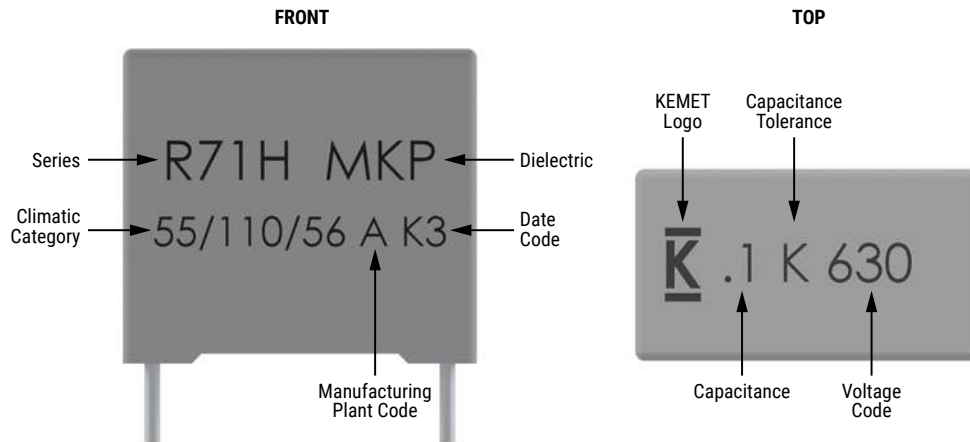 FRONT
Series
R71H MKP
Dielectric
Climatic
Category
55/110/56 A K3
Date
Code
Manufacturing
Plant Code
TOP
KEMET
Logo
Capacitance
Tolerance
K .1 K 630
Capacitance
Voltage
Code